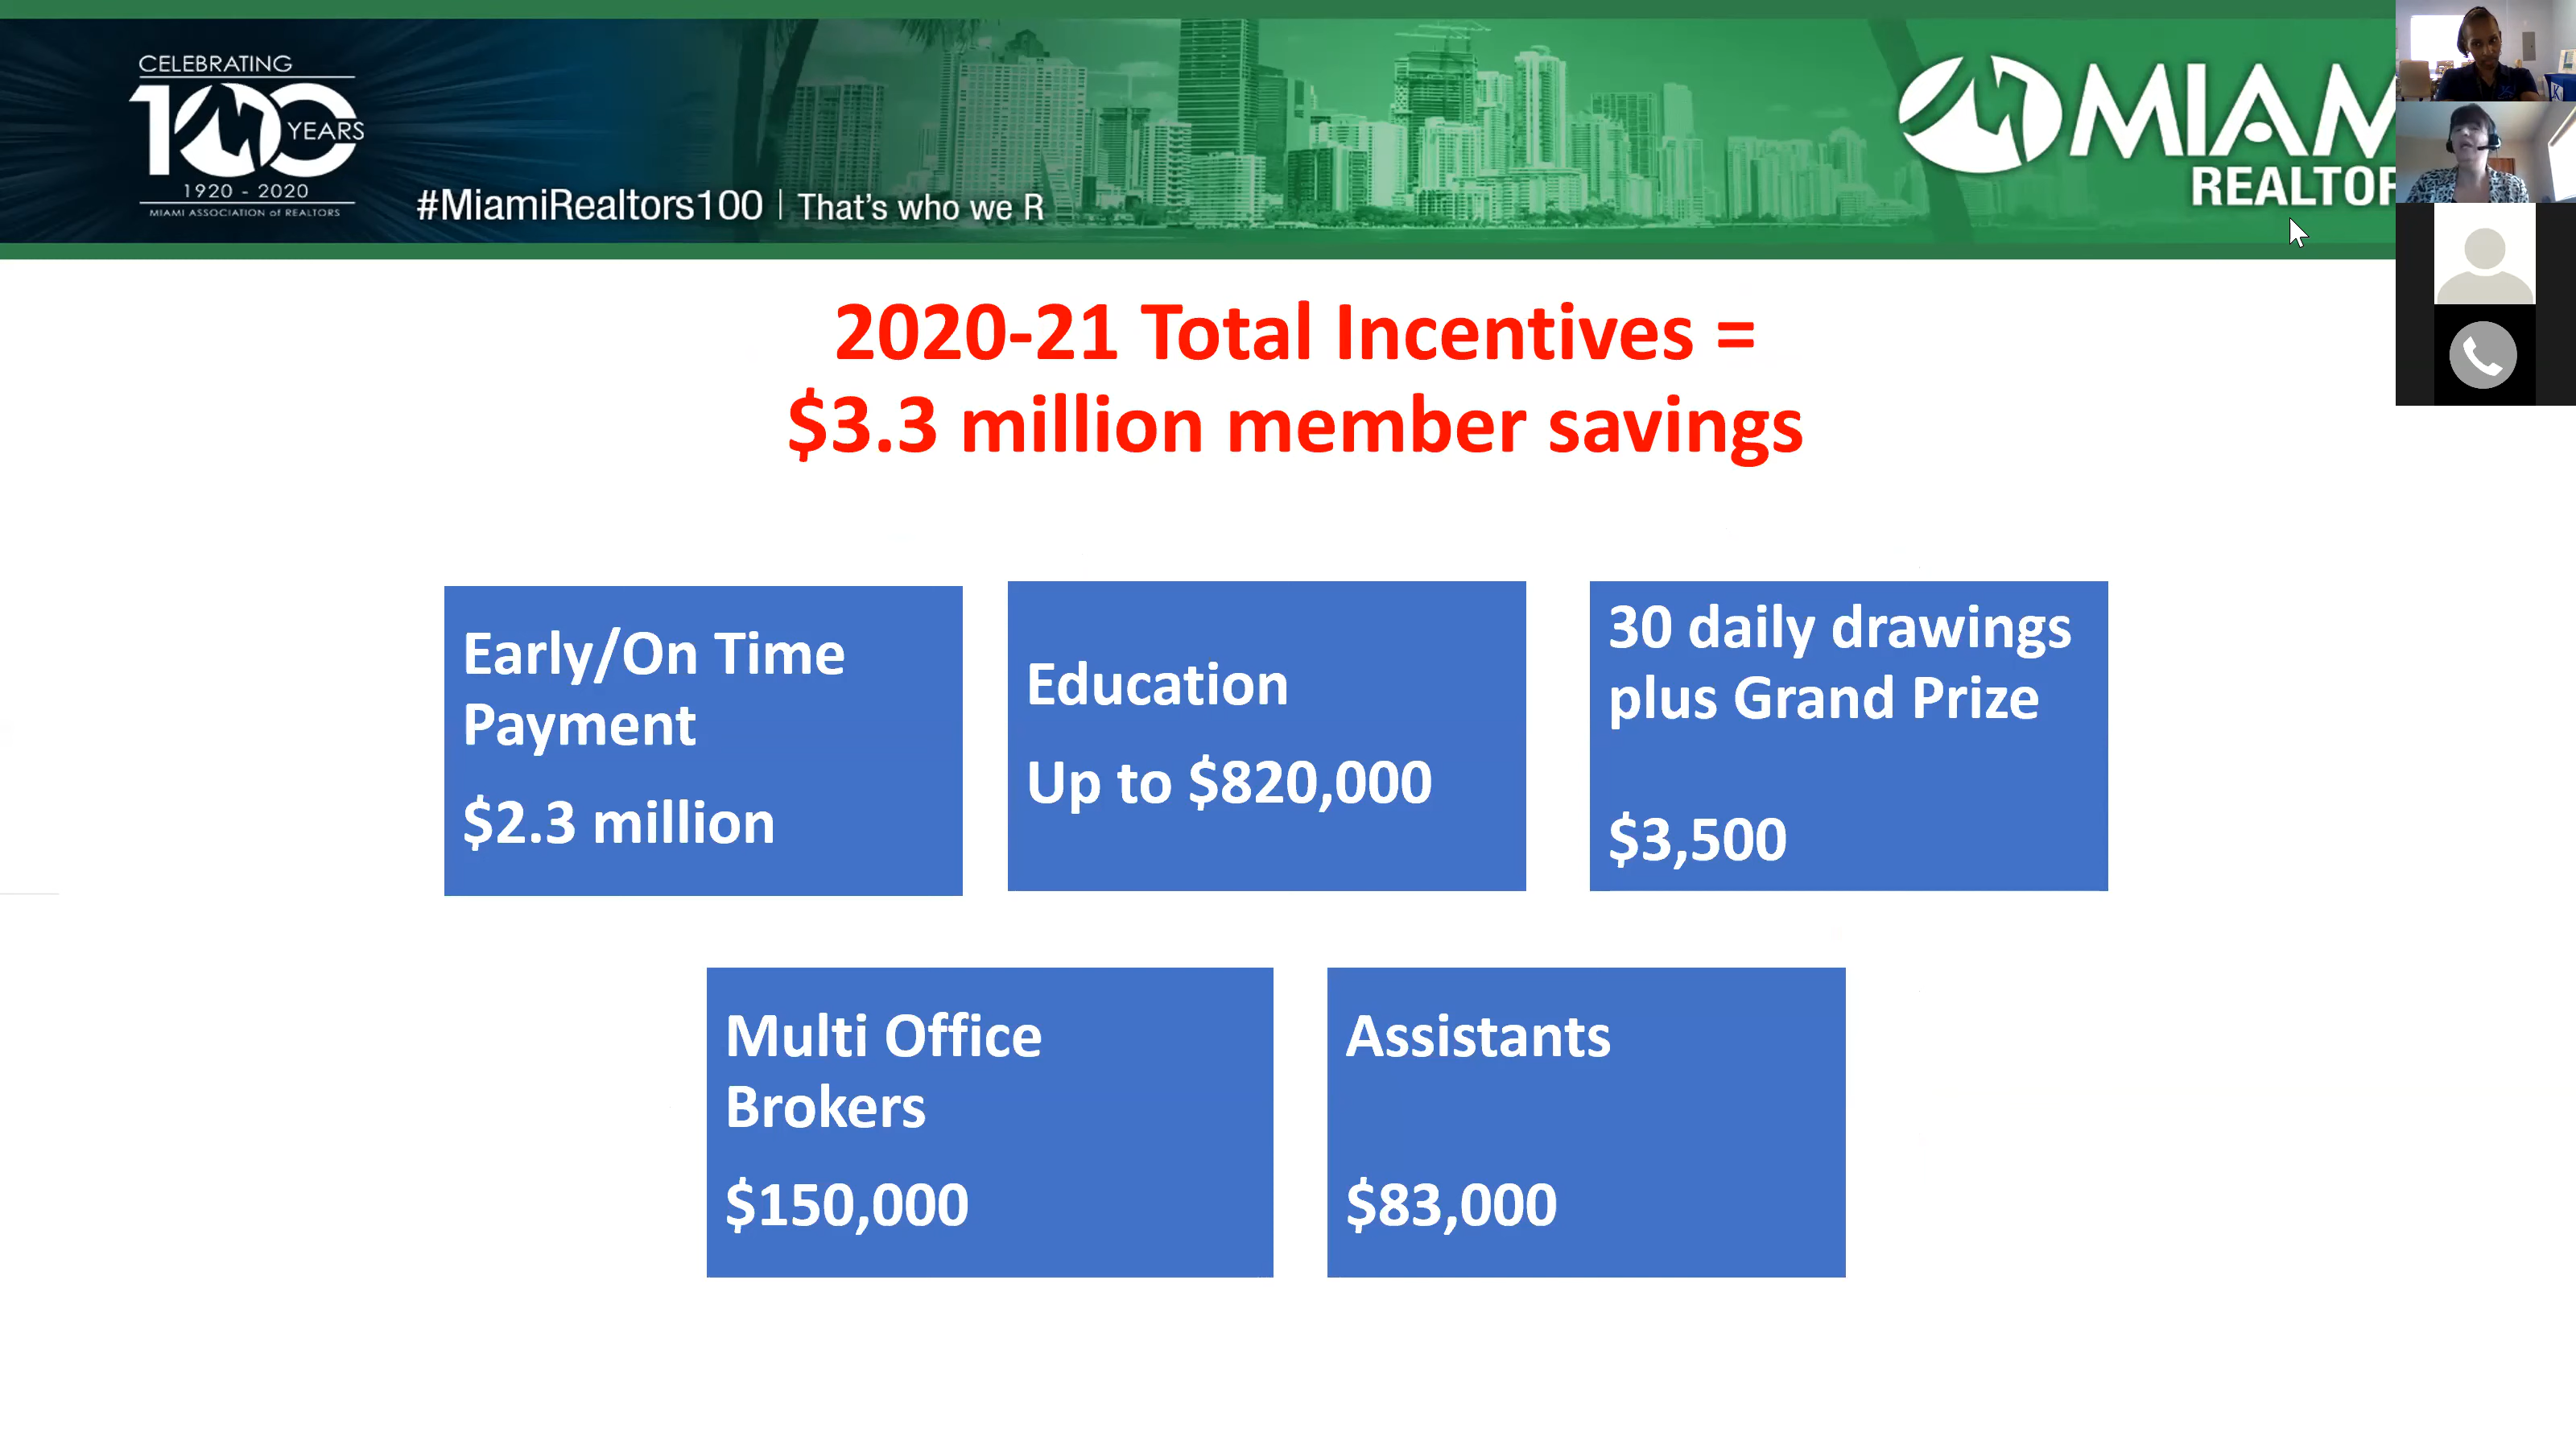 CELEBRATING
100
YEARS
1920 - 2020
MIAMI ASSOCIATION of REALTORS
#MiamiRealtors100 | That's who we R
MIAM
REALTOR
2020-21 Total Incentives =
$3.3 million member savings
Early/On Time
Payment
$2.3 million
Education
Up to $820,000
30 daily drawings
plus Grand Prize
$3,500
Multi Office
Brokers
$150,000
Assistants
$83,000